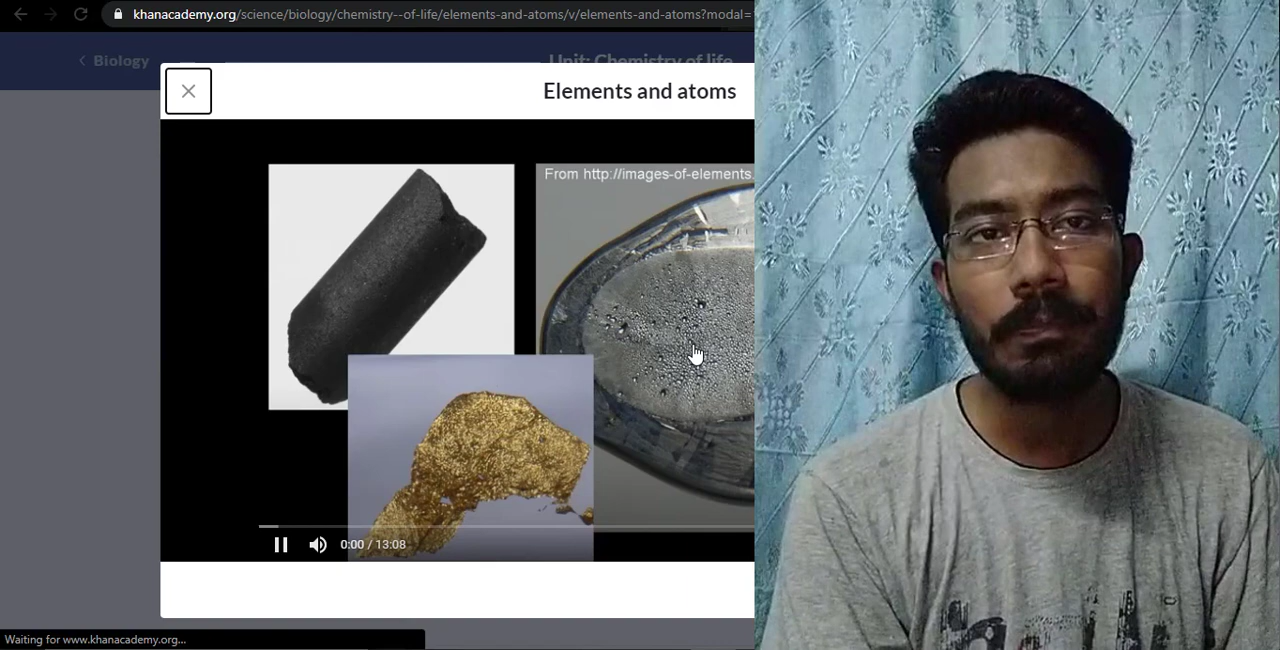 khanacademy.org/science/biology/chemistry--of-life/elements-and-atoms/v/elements-and-atoms?modal=
Biology
Unit: Chemistry of life
Elements and atoms
From http://images-of-elements.
0:00 / 13:08
Waiting for www.khanacademy.org...